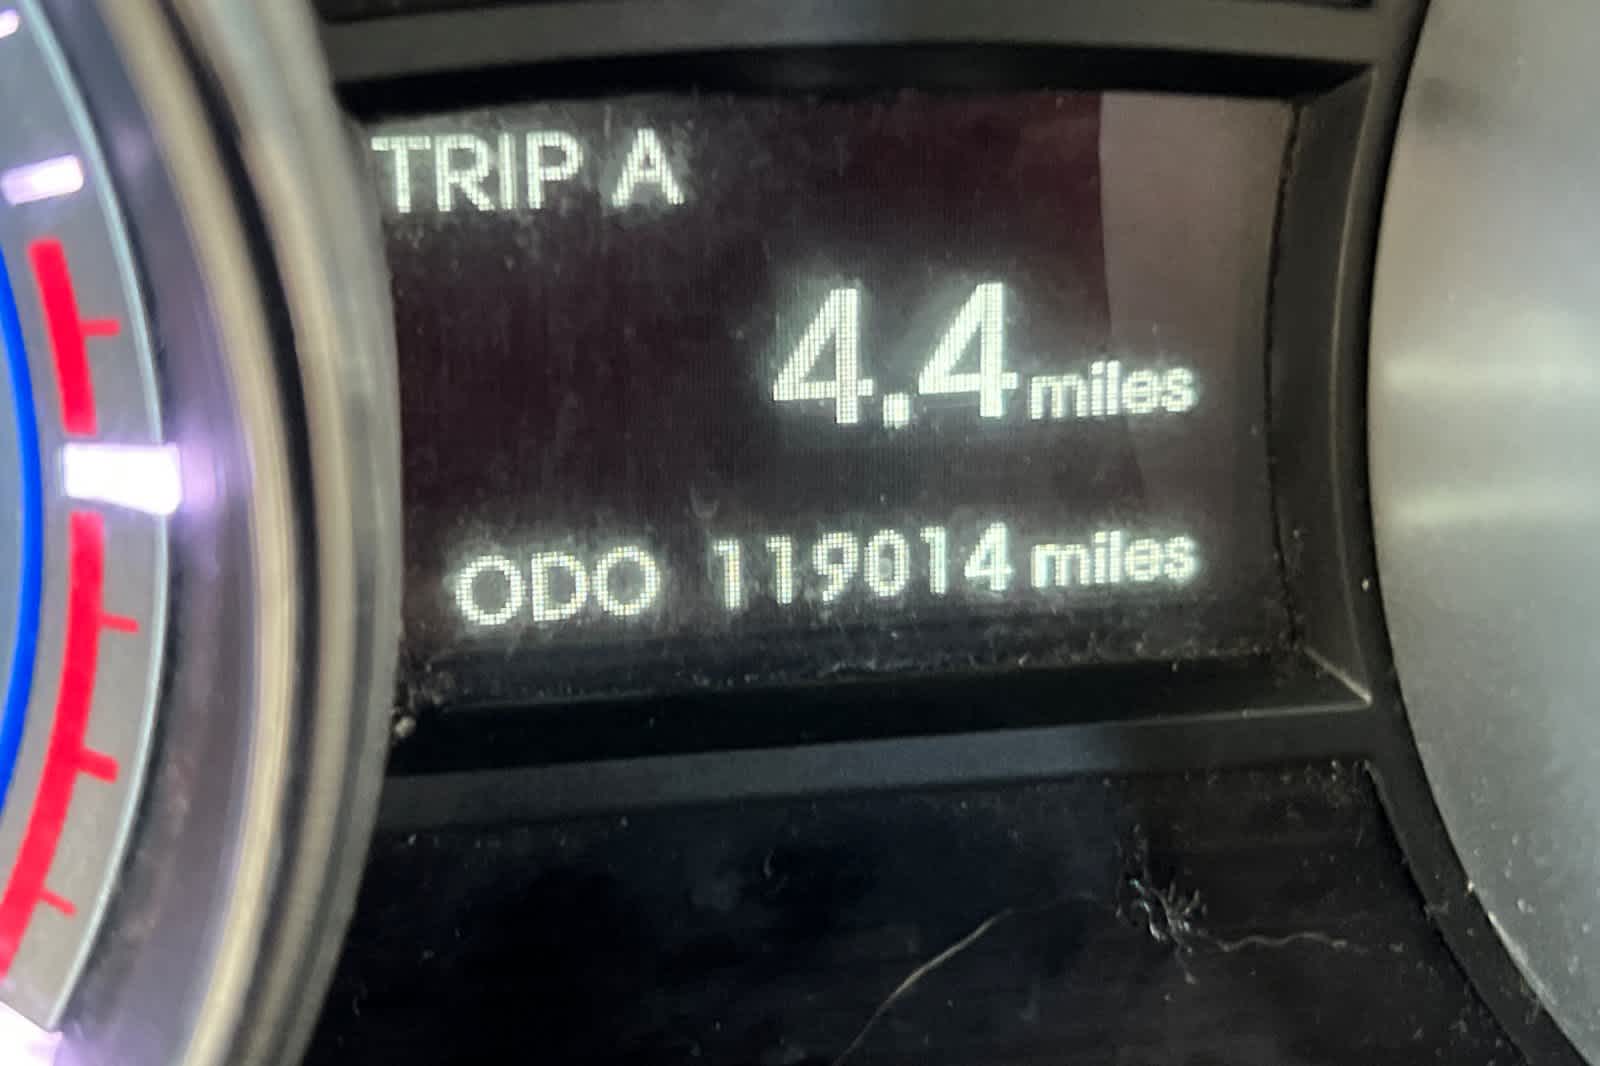 TRIP A
4.4 miles
ODO 119014 miles